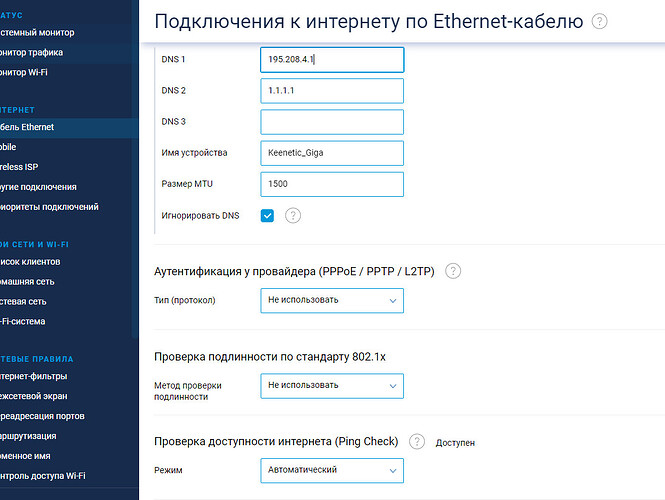 АТУС
истемный монитор
онитор трафика
онитор Wi-Fi
ТЕРНЕТ
бель Ethernet
obile
reless ISP
ругие подключения
риоритеты подключений
ОИ СЕТИ И WI-FI
исок клиентов
омашняя сеть
стевая сеть
-Fi-система
ТЕВЫЕ ПРАВИЛА
нтернет-фильтры
ежсетевой экран
ереадресация портов
аршрутизация
оменное имя
онтроль доступа Wi-Fi
Подключения к интернету по Ethernet-кабелю ?
DNS 1 195.208.4.1
DNS 2 1.1.1.1
DNS 3
Имя устройства Keenetic_Giga
Размер MTU 1500
Игнорировать DNS ?
Аутентификация у провайдера (PPPoE / PPTP / L2TP) ?
Тип (протокол) Не использовать
Проверка подлинности по стандарту 802.1x
Метод проверки Не использовать
подлинности
Проверка доступности интернета (Ping Check) ? Доступен
Режим Автоматический